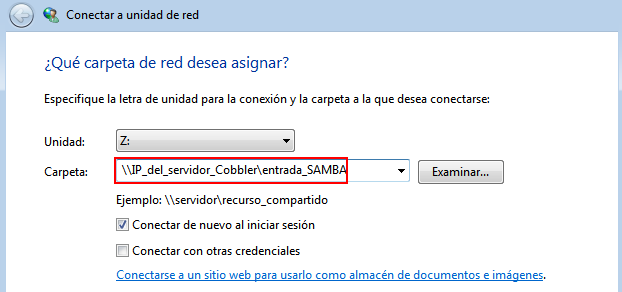 Conectar a unidad de red
¿Qué carpeta de red desea asignar?
Especifique la letra de unidad para la conexión y la carpeta a la que desea conectarse:
Unidad: Z:
Carpeta: \\IP_del_servidor_Cobbler\entrada_SAMBA Examinar...
Ejemplo: \\servidor\recurso_compartido
Conectar de nuevo al iniciar sesión
Conectar con otras credenciales
Conectarse a un sitio web para usarlo como almacén de documentos e imágenes.